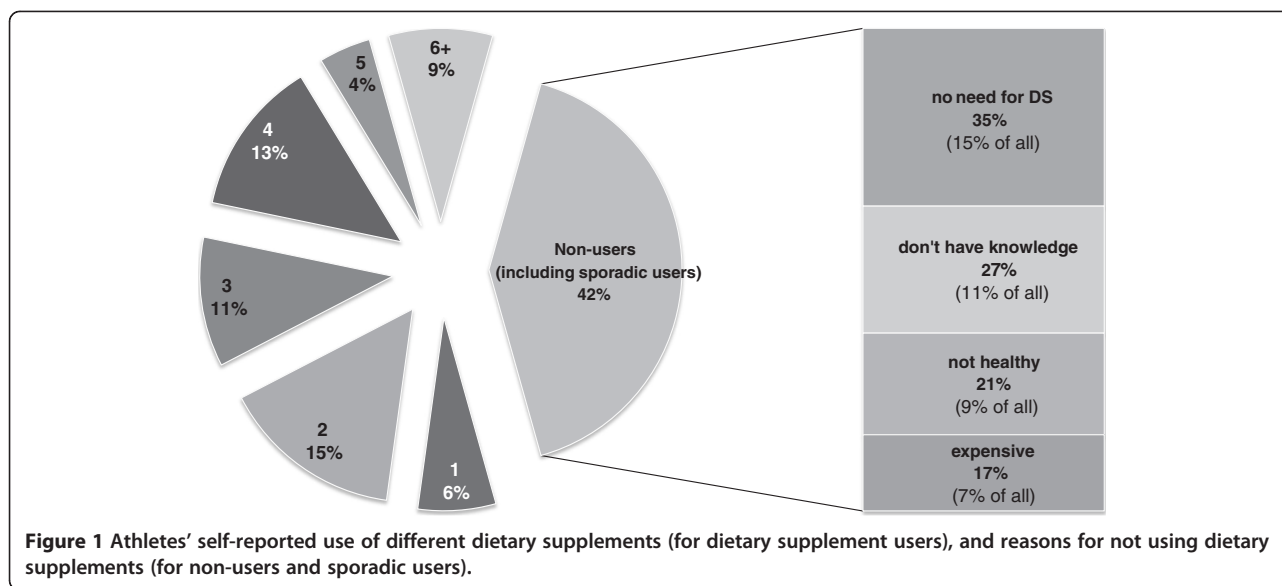 6+
9%
5
4%
4
13%
3
11%
2
15%
1
6%
Non-users
(including sporadic users)
42%
no need for DS
35%
(15% of all)
don't have knowledge
27%
(11% of all)
not healthy
21%
(9% of all)
expensive
17%
(7% of all)
Figure 1 Athletes' self-reported use of different dietary supplements (for dietary supplement users), and reasons for not using dietary
supplements (for non-users and sporadic users).